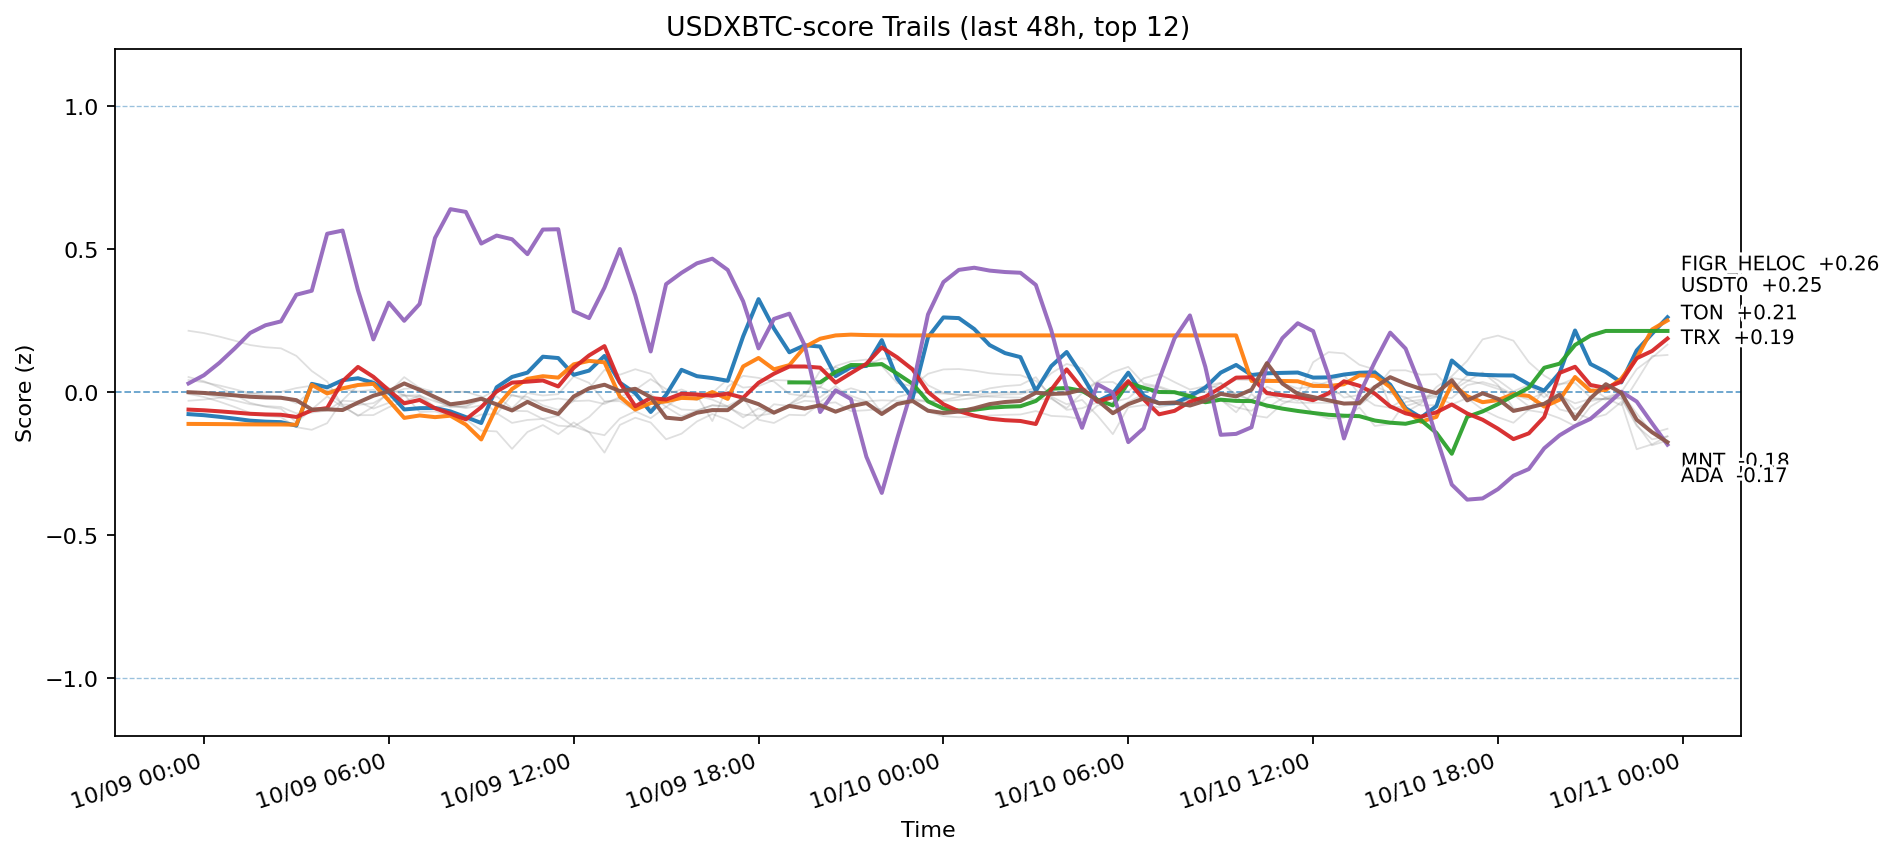 USDXBTC-score Trails (last 48h, top 12)
Score (z)
1.0
0.5
0.0
−0.5
−1.0
FIGR_HELOC +0.26
USDT0 +0.25
TON +0.21
TRX +0.19
MNT -0.18
ADA -0.17
10/09 00:00
10/09 06:00
10/09 12:00
10/09 18:00
10/10 00:00
10/10 06:00
10/10 12:00
10/10 18:00
10/11 00:00
Time